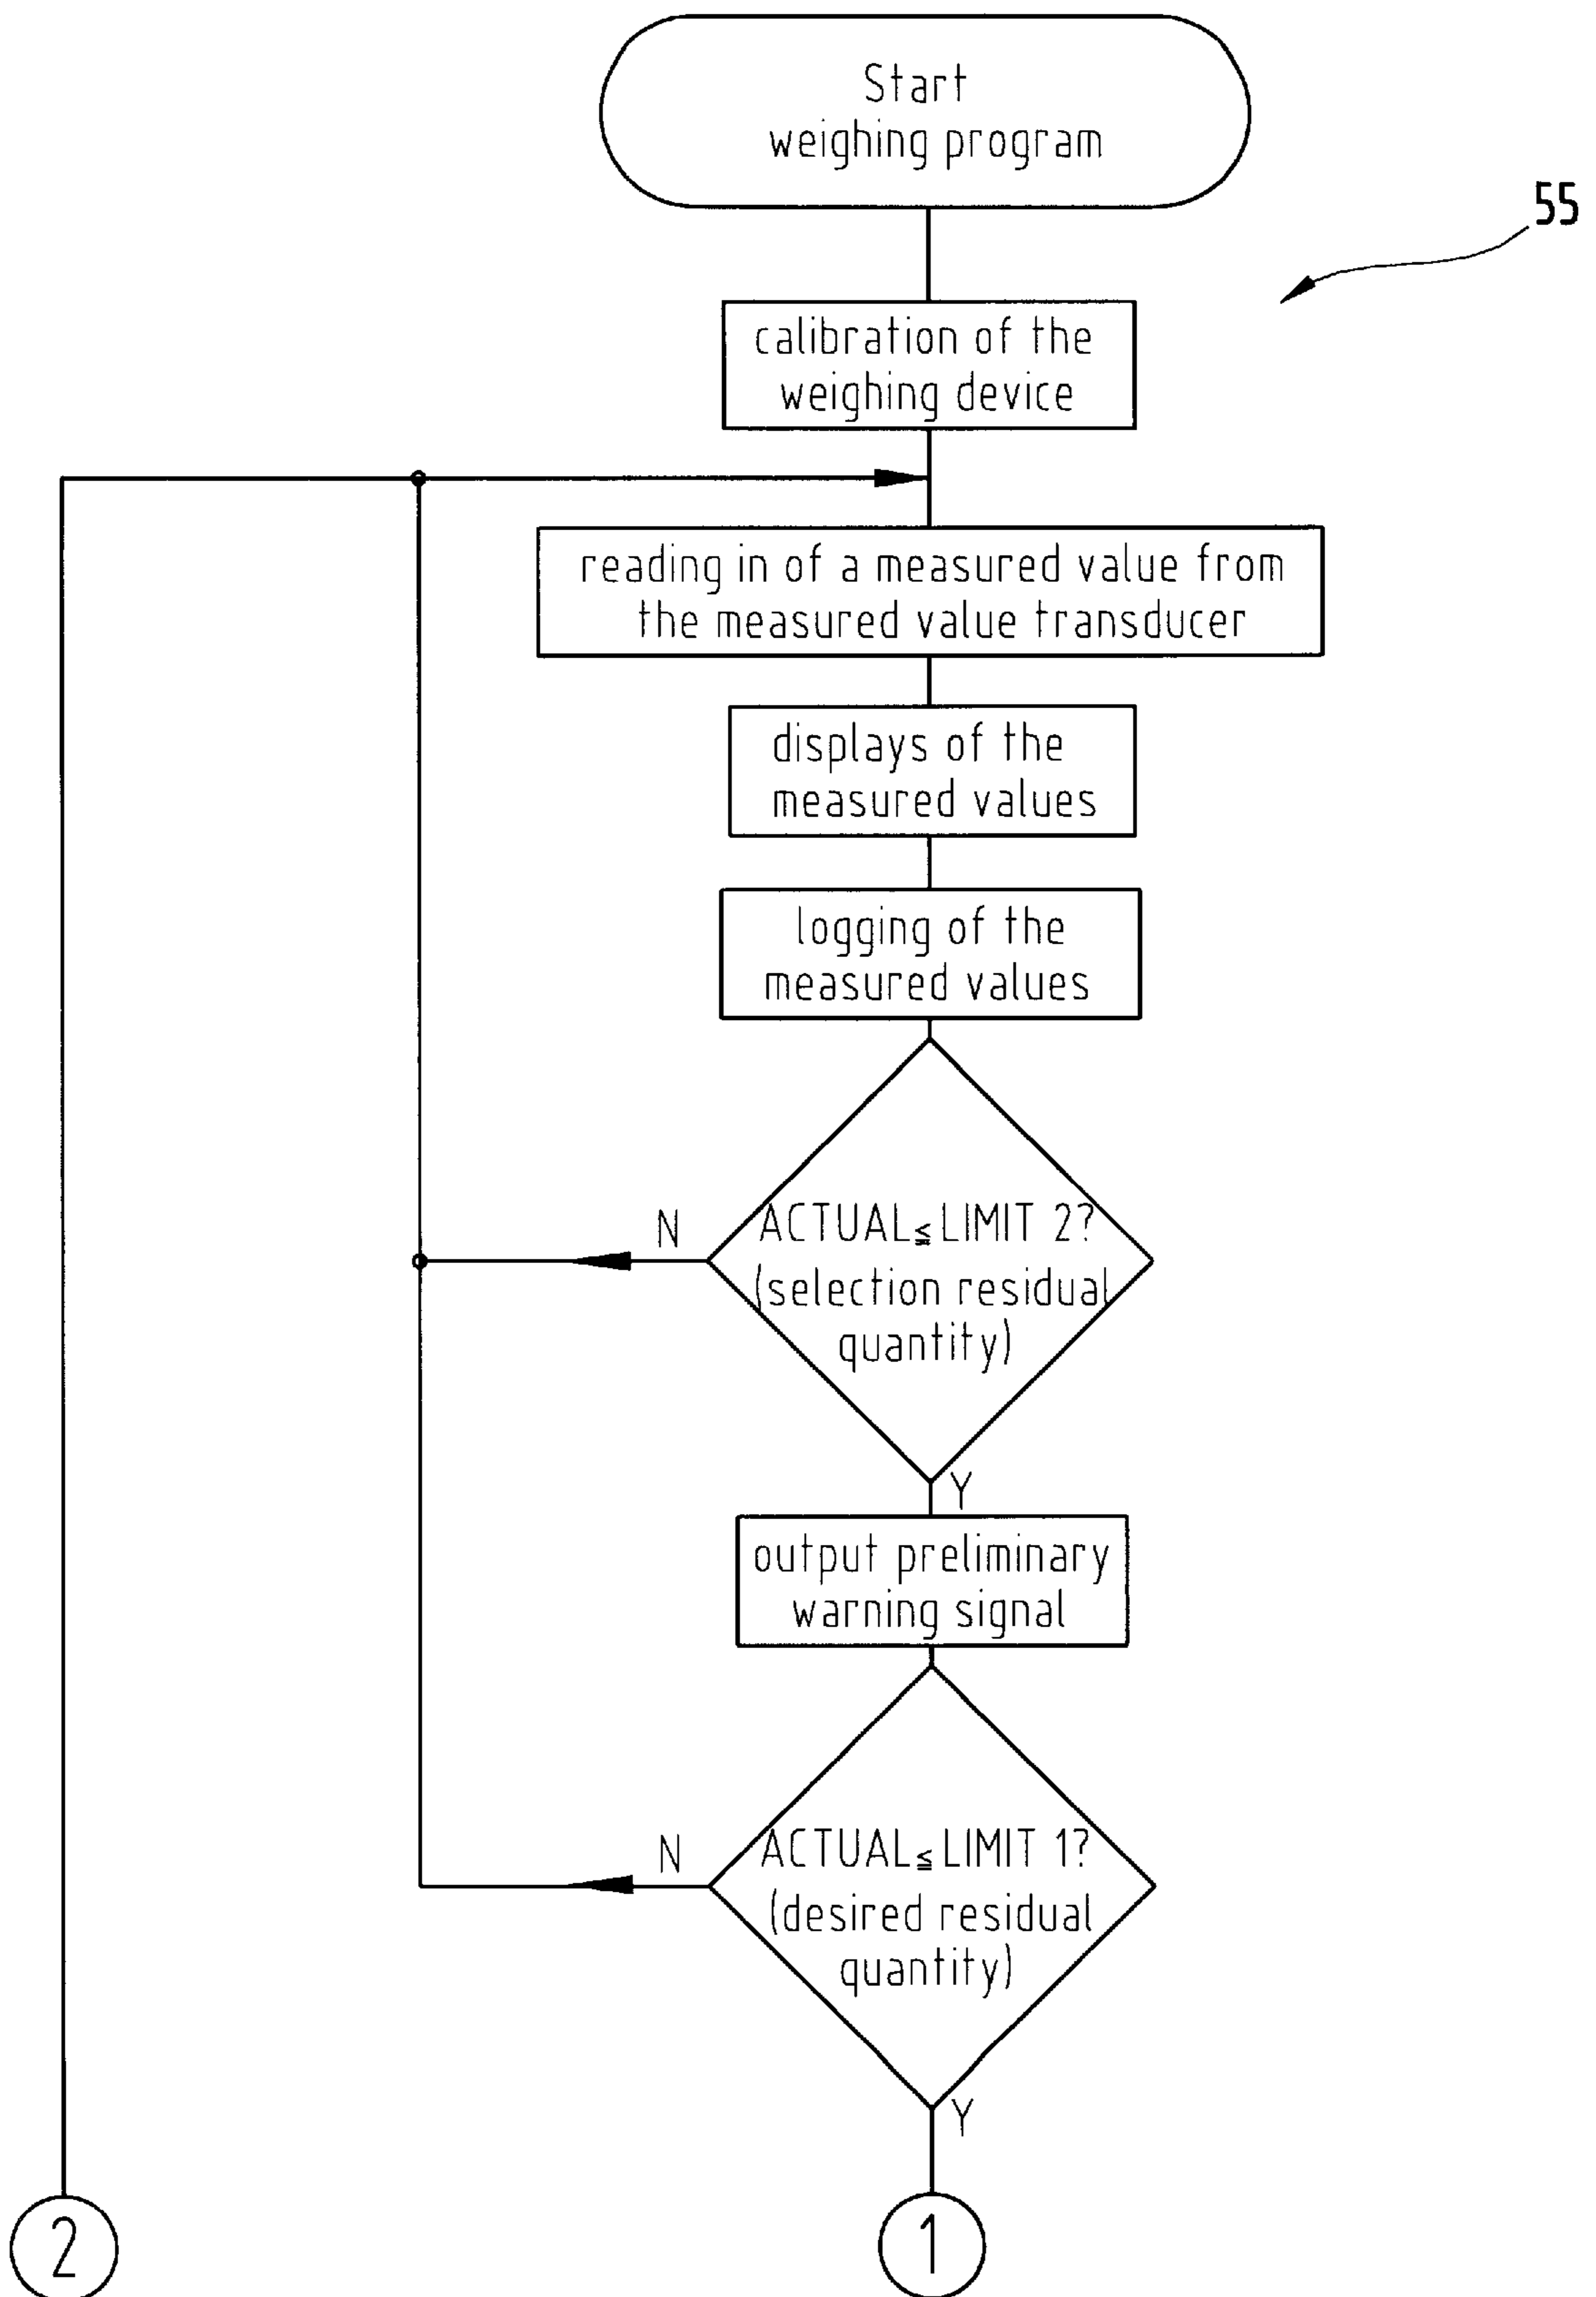 Start
weighing program
55
calibration of the
weighing device
reading in of a measured value from
the measured value transducer
displays of the
measured values
logging of the
measured values
N
ACTUAL≦LIMIT 2?
(selection residual
quantity)
Y
output preliminary
warning signal
N
ACTUAL≦LIMIT 1?
(desired residual
quantity)
Y
2
1